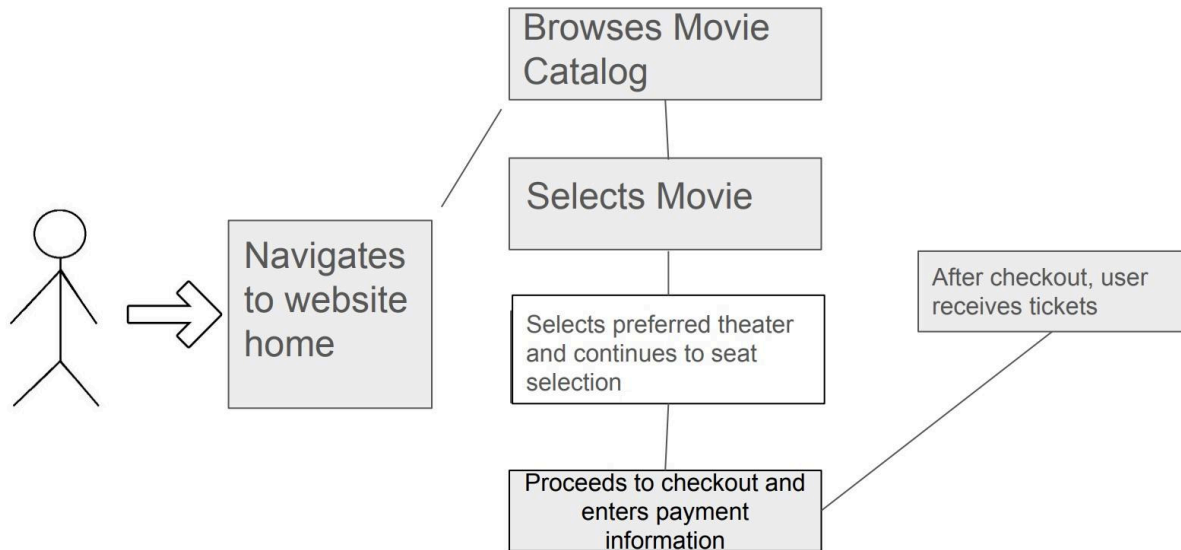 Browses Movie
Catalog
Selects Movie
Navigates
to website
home
Selects preferred theater
and continues to seat
selection
Proceeds to checkout and
enters payment
information
After checkout, user
receives tickets